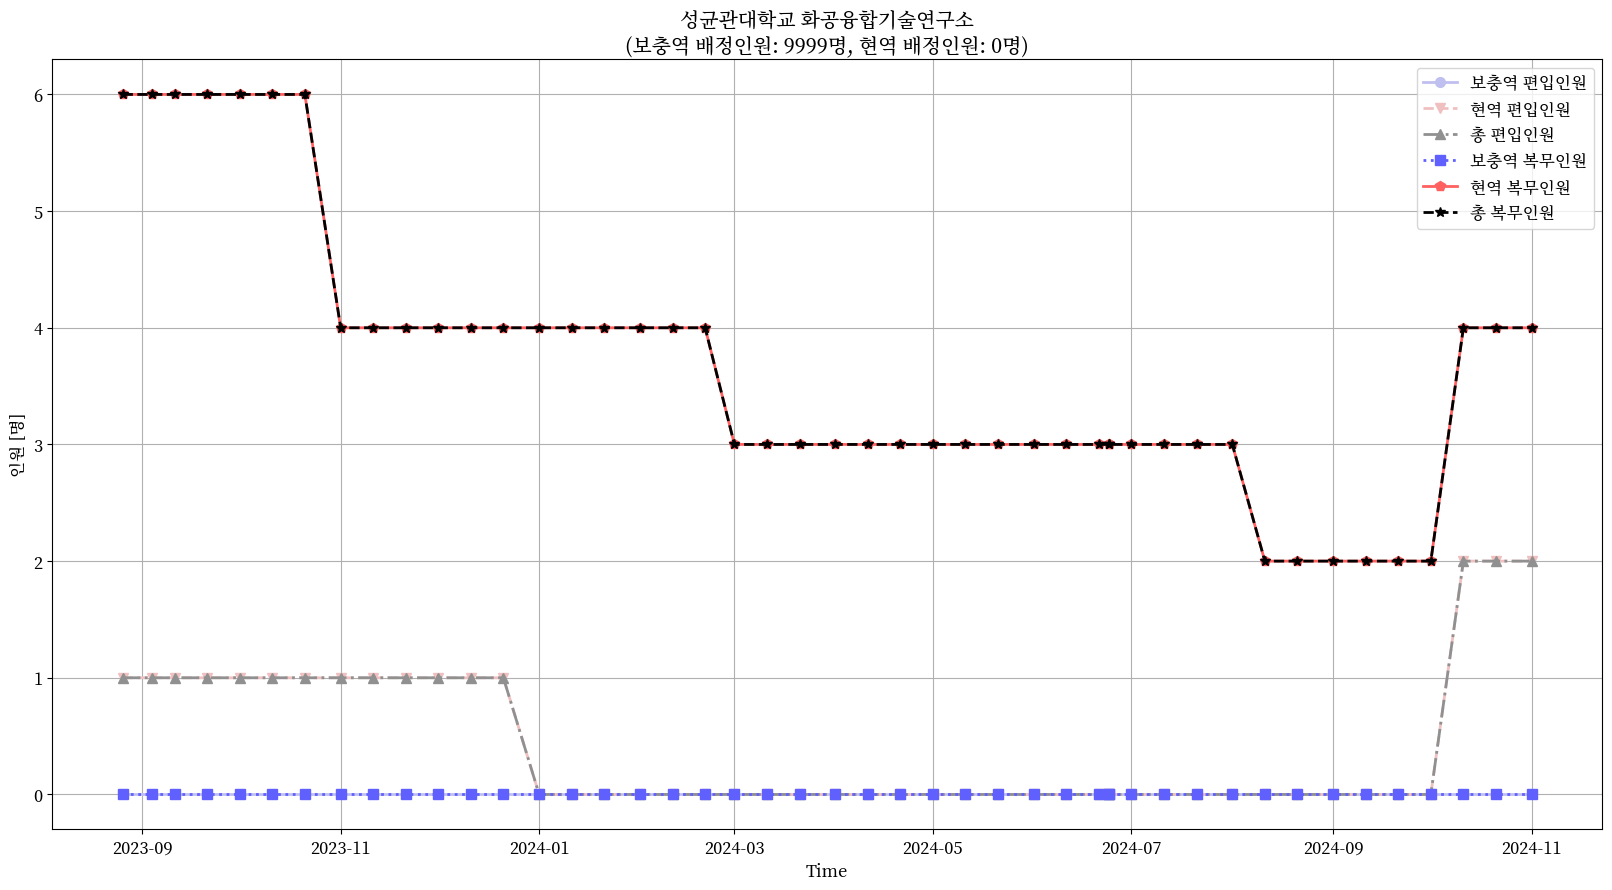 성균관대학교 화공융합기술연구소
(보충역 배정인원: 9999명, 현역 배정인원: 0명)
보충역 편입인원
현역 편입인원
총 편입인원
보충역 복무인원
현역 복무인원
총 복무인원
인원 [명]
6
5
4
3
2
1
0
2023-09 2023-11 2024-01 2024-03 2024-05 2024-07 2024-09 2024-11
Time